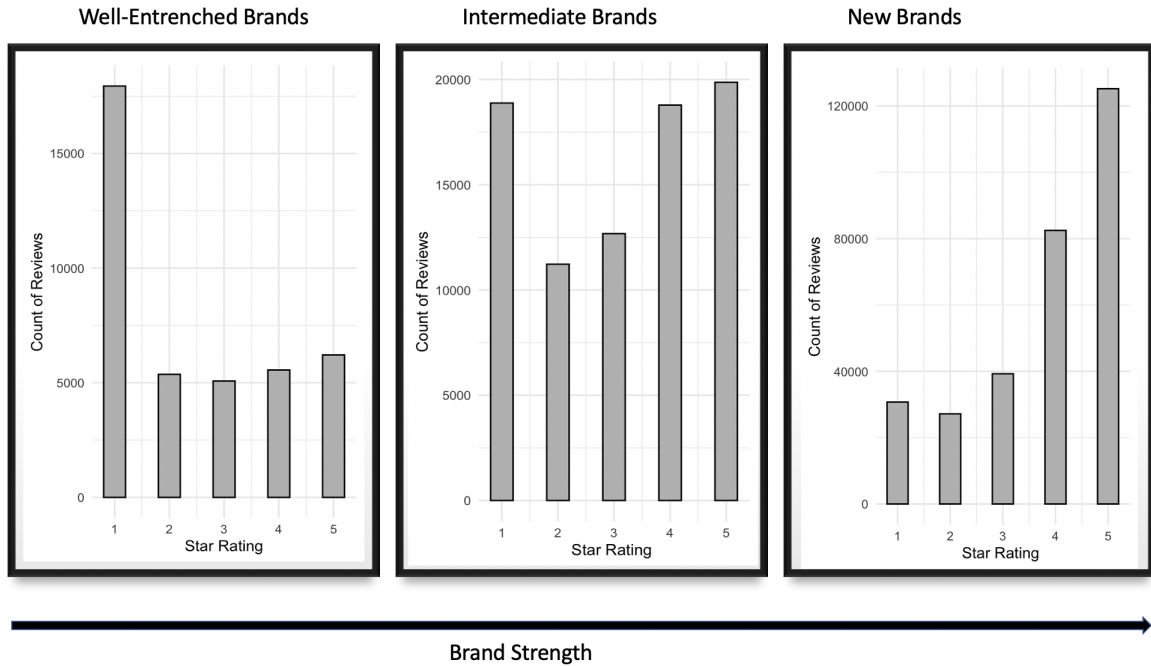 Well-Entrenched Brands
Intermediate Brands
New Brands
Count of Reviews
15000
10000
5000
0
1 2 3 4 5
Star Rating
Count of Reviews
20000
15000
10000
5000
0
1 2 3 4 5
Star Rating
Count of Reviews
120000
80000
40000
0
1 2 3 4 5
Star Rating
Brand Strength